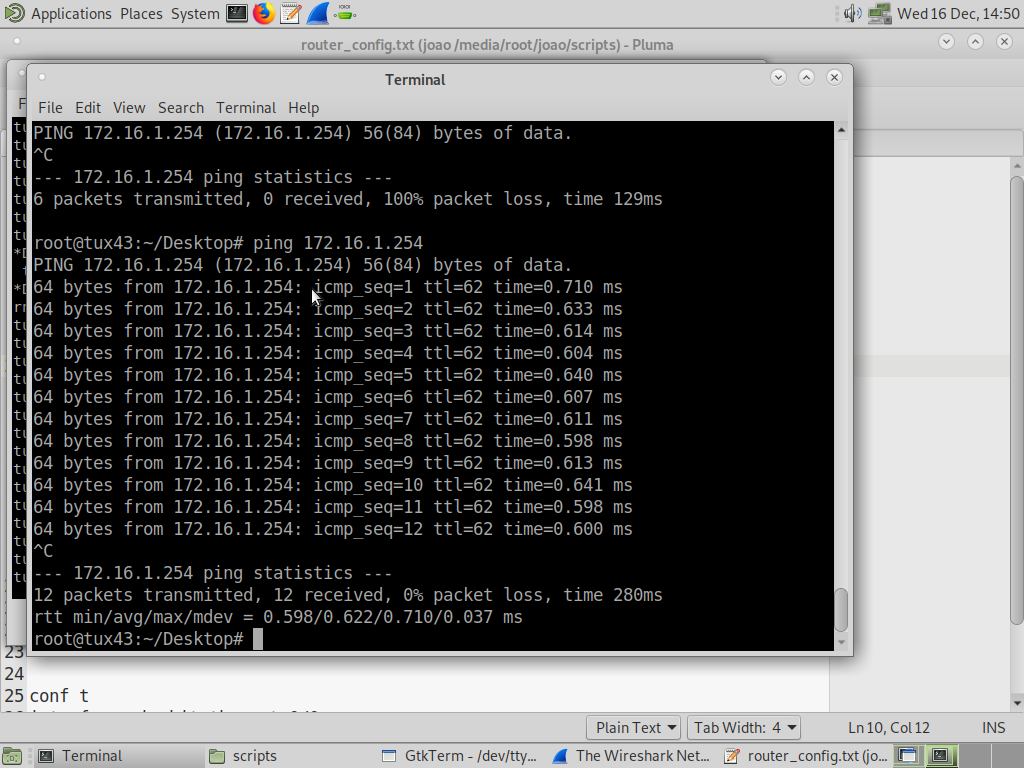 Applications Places System Wed 16 Dec, 14:50
router_config.txt (joao /media/root/joao/scripts) - Pluma
Terminal
File Edit View Search Terminal Help
PING 172.16.1.254 (172.16.1.254) 56(84) bytes of data.
^C
--- 172.16.1.254 ping statistics ---
6 packets transmitted, 0 received, 100% packet loss, time 129ms
root@tux43:~/Desktop# ping 172.16.1.254
PING 172.16.1.254 (172.16.1.254) 56(84) bytes of data.
64 bytes from 172.16.1.254: icmp_seq=1 ttl=62 time=0.710 ms
64 bytes from 172.16.1.254: icmp_seq=2 ttl=62 time=0.633 ms
64 bytes from 172.16.1.254: icmp_seq=3 ttl=62 time=0.614 ms
64 bytes from 172.16.1.254: icmp_seq=4 ttl=62 time=0.604 ms
64 bytes from 172.16.1.254: icmp_seq=5 ttl=62 time=0.640 ms
64 bytes from 172.16.1.254: icmp_seq=6 ttl=62 time=0.607 ms
64 bytes from 172.16.1.254: icmp_seq=7 ttl=62 time=0.611 ms
64 bytes from 172.16.1.254: icmp_seq=8 ttl=62 time=0.598 ms
64 bytes from 172.16.1.254: icmp_seq=9 ttl=62 time=0.613 ms
64 bytes from 172.16.1.254: icmp_seq=10 ttl=62 time=0.641 ms
64 bytes from 172.16.1.254: icmp_seq=11 ttl=62 time=0.598 ms
64 bytes from 172.16.1.254: icmp_seq=12 ttl=62 time=0.600 ms
^C
--- 172.16.1.254 ping statistics ---
12 packets transmitted, 12 received, 0% packet loss, time 280ms
rtt min/avg/max/mdev = 0.598/0.622/0.710/0.037 ms
root@tux43:~/Desktop#
23
24
25 conf t
Plain Text Tab Width: 4 Ln 10, Col 12 INS
Terminal scripts GtkTerm - /dev/tty... The Wireshark Net... router_config.txt (jo...